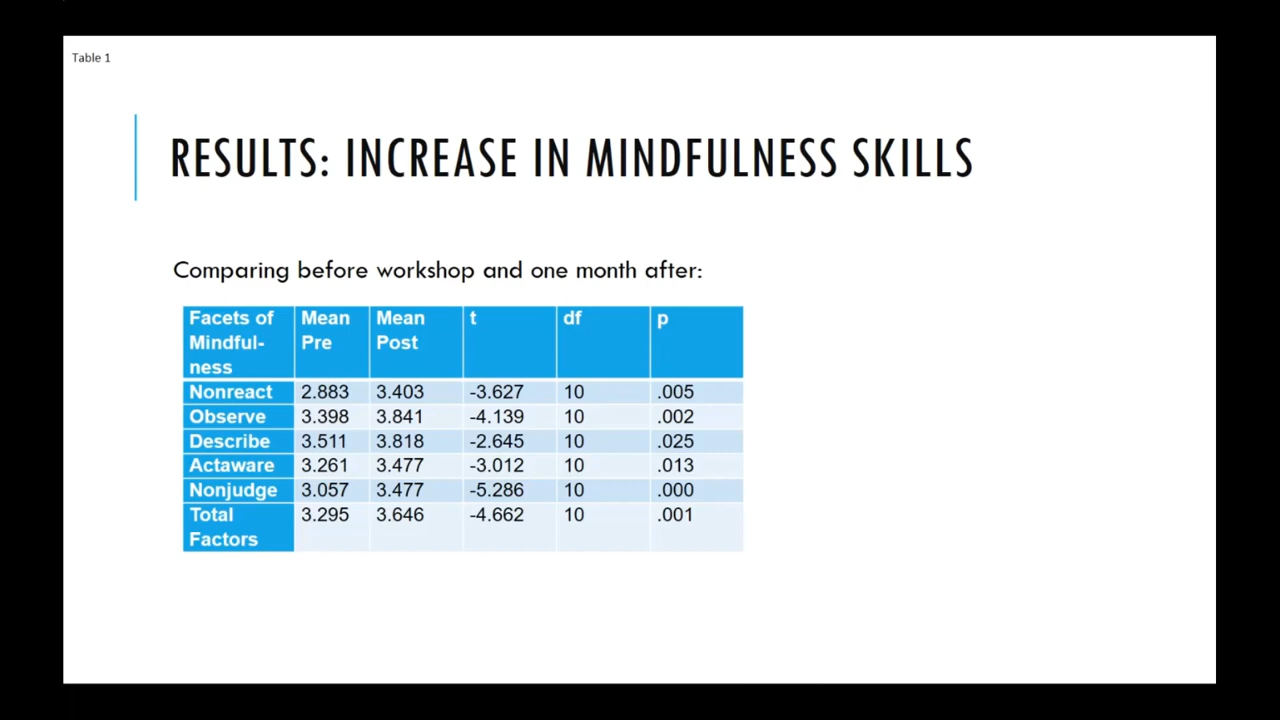 Table 1
RESULTS: INCREASE IN MINDFULNESS SKILLS
Comparing before workshop and one month after:
Facets of Mindful- ness Mean Pre Mean Post t df p
Nonreact 2.883 3.403 -3.627 10 .005
Observe 3.398 3.841 -4.139 10 .002
Describe 3.511 3.818 -2.645 10 .025
Actaware 3.261 3.477 -3.012 10 .013
Nonjudge 3.057 3.477 -5.286 10 .000
Total Factors 3.295 3.646 -4.662 10 .001